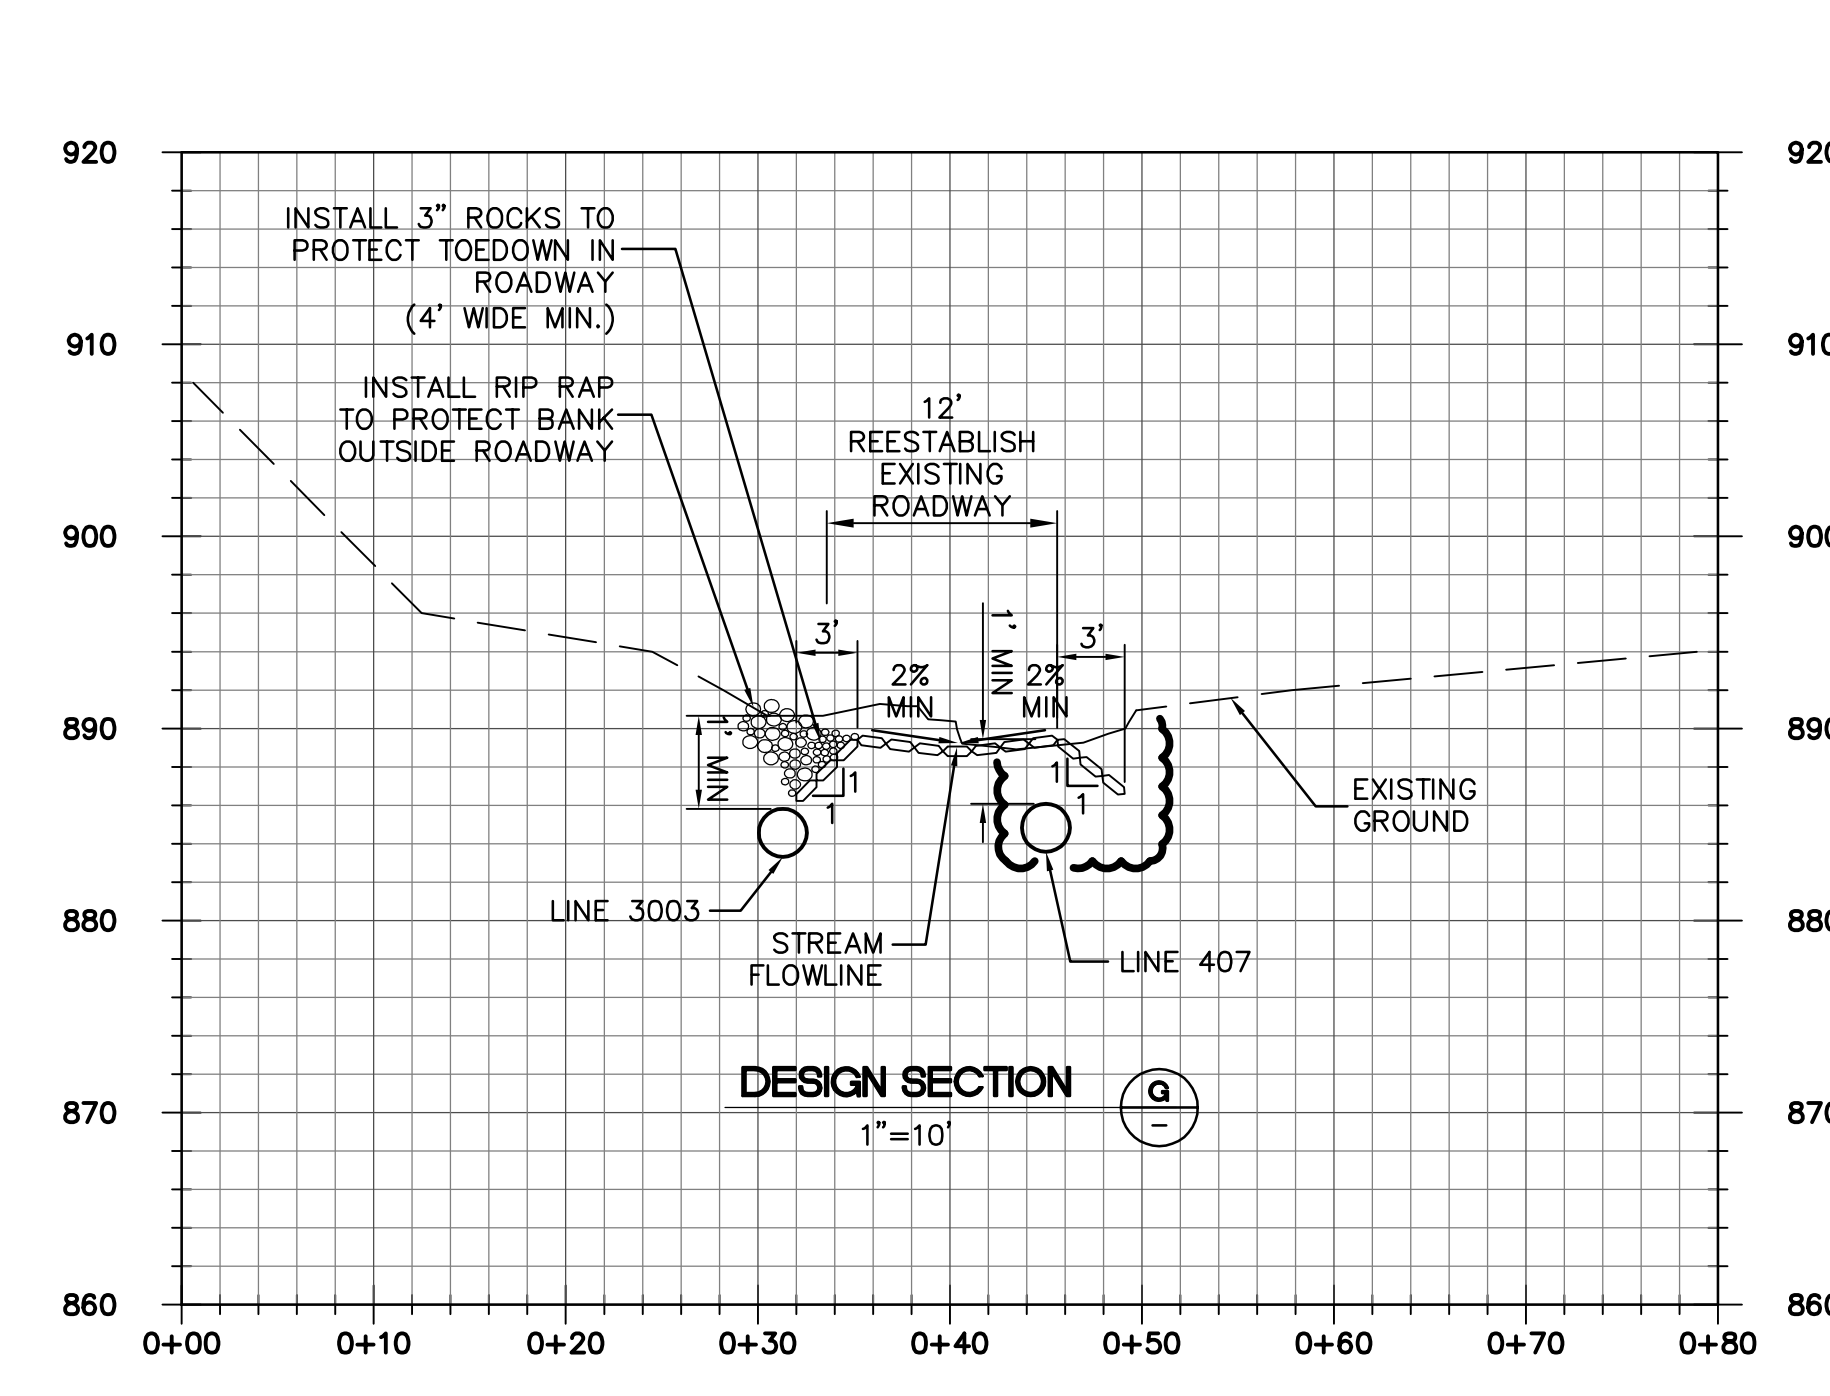 920
920
INSTALL 3" ROCKS TO
PROTECT TOEDOWN IN
ROADWAY
(4' WIDE MIN.)
910
910
INSTALL RIP RAP
TO PROTECT BANK
OUTSIDE ROADWAY
12'
REESTABLISH
EXISTING
ROADWAY
900
900
3'
1' MIN
3'
2%
MIN
2%
MIN
890
890
1' MIN
1
1
1
1
EXISTING
GROUND
LINE 3003
880
880
STREAM
FLOWLINE
LINE 407
DESIGN SECTION
G
–
1"=10'
870
870
860
860
0+00 0+10 0+20 0+30 0+40 0+50 0+60 0+70 0+80